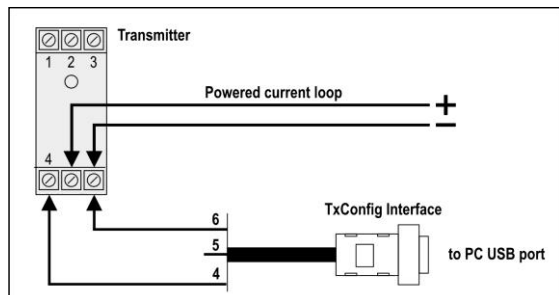 Transmitter
1 2 3
Powered current loop
+
−
4
6
TxConfig Interface
5
to PC USB port
4